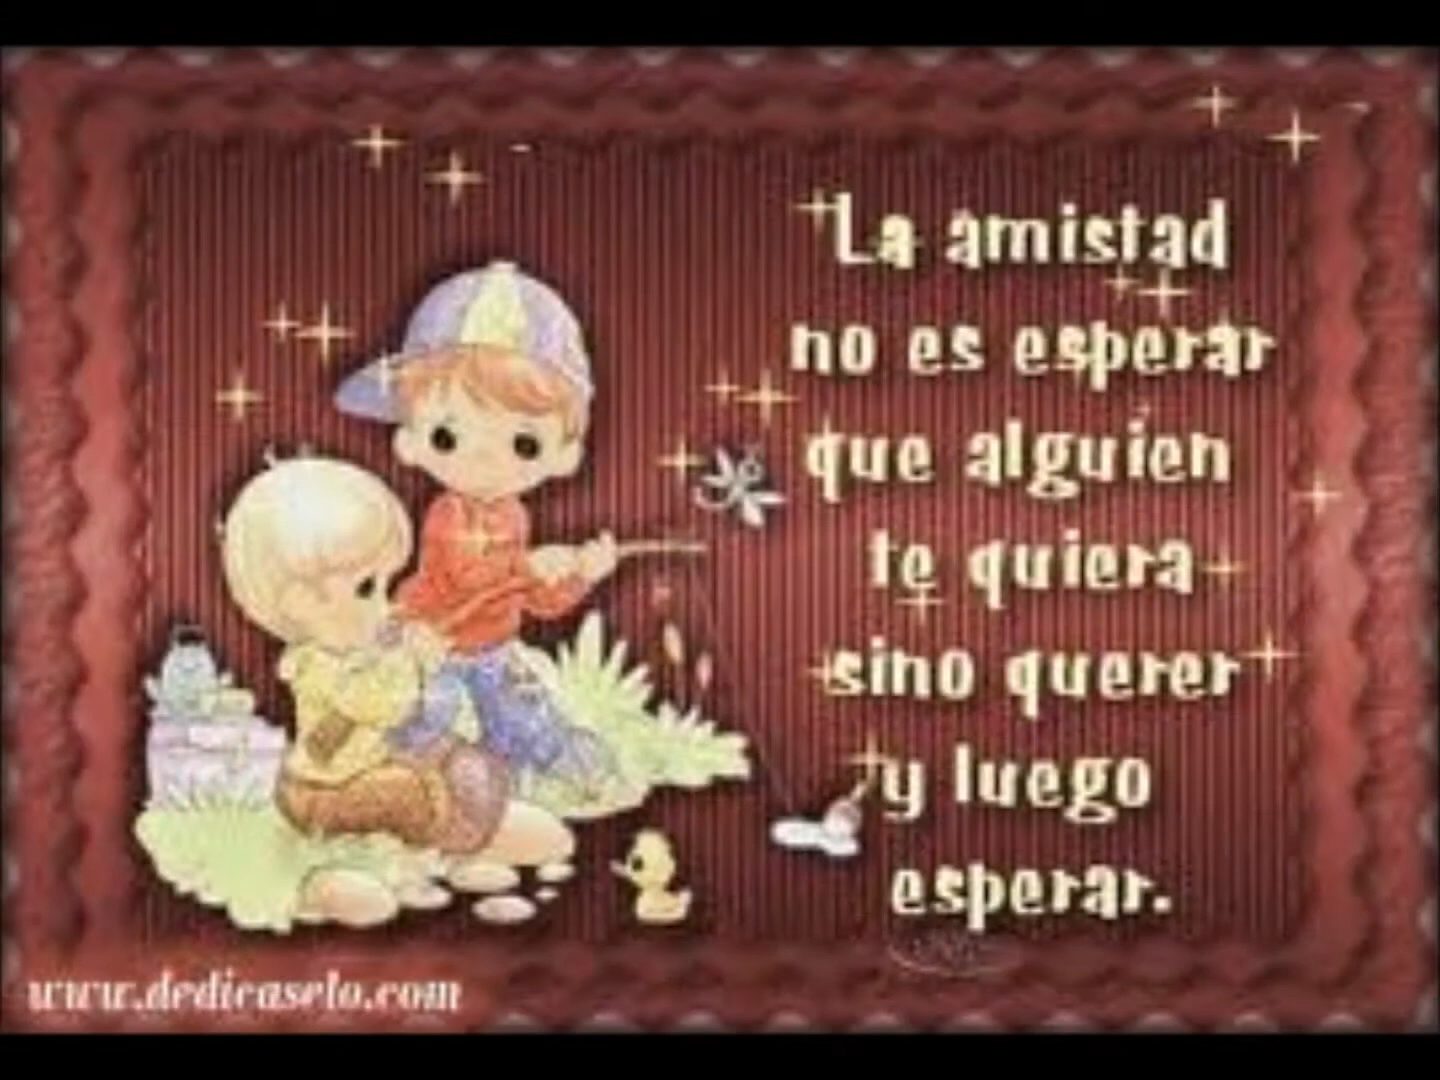 La amistad
no es esperar
que alguien
te quiera
sino querer
y luego
esperar.
www.dedicaselo.com